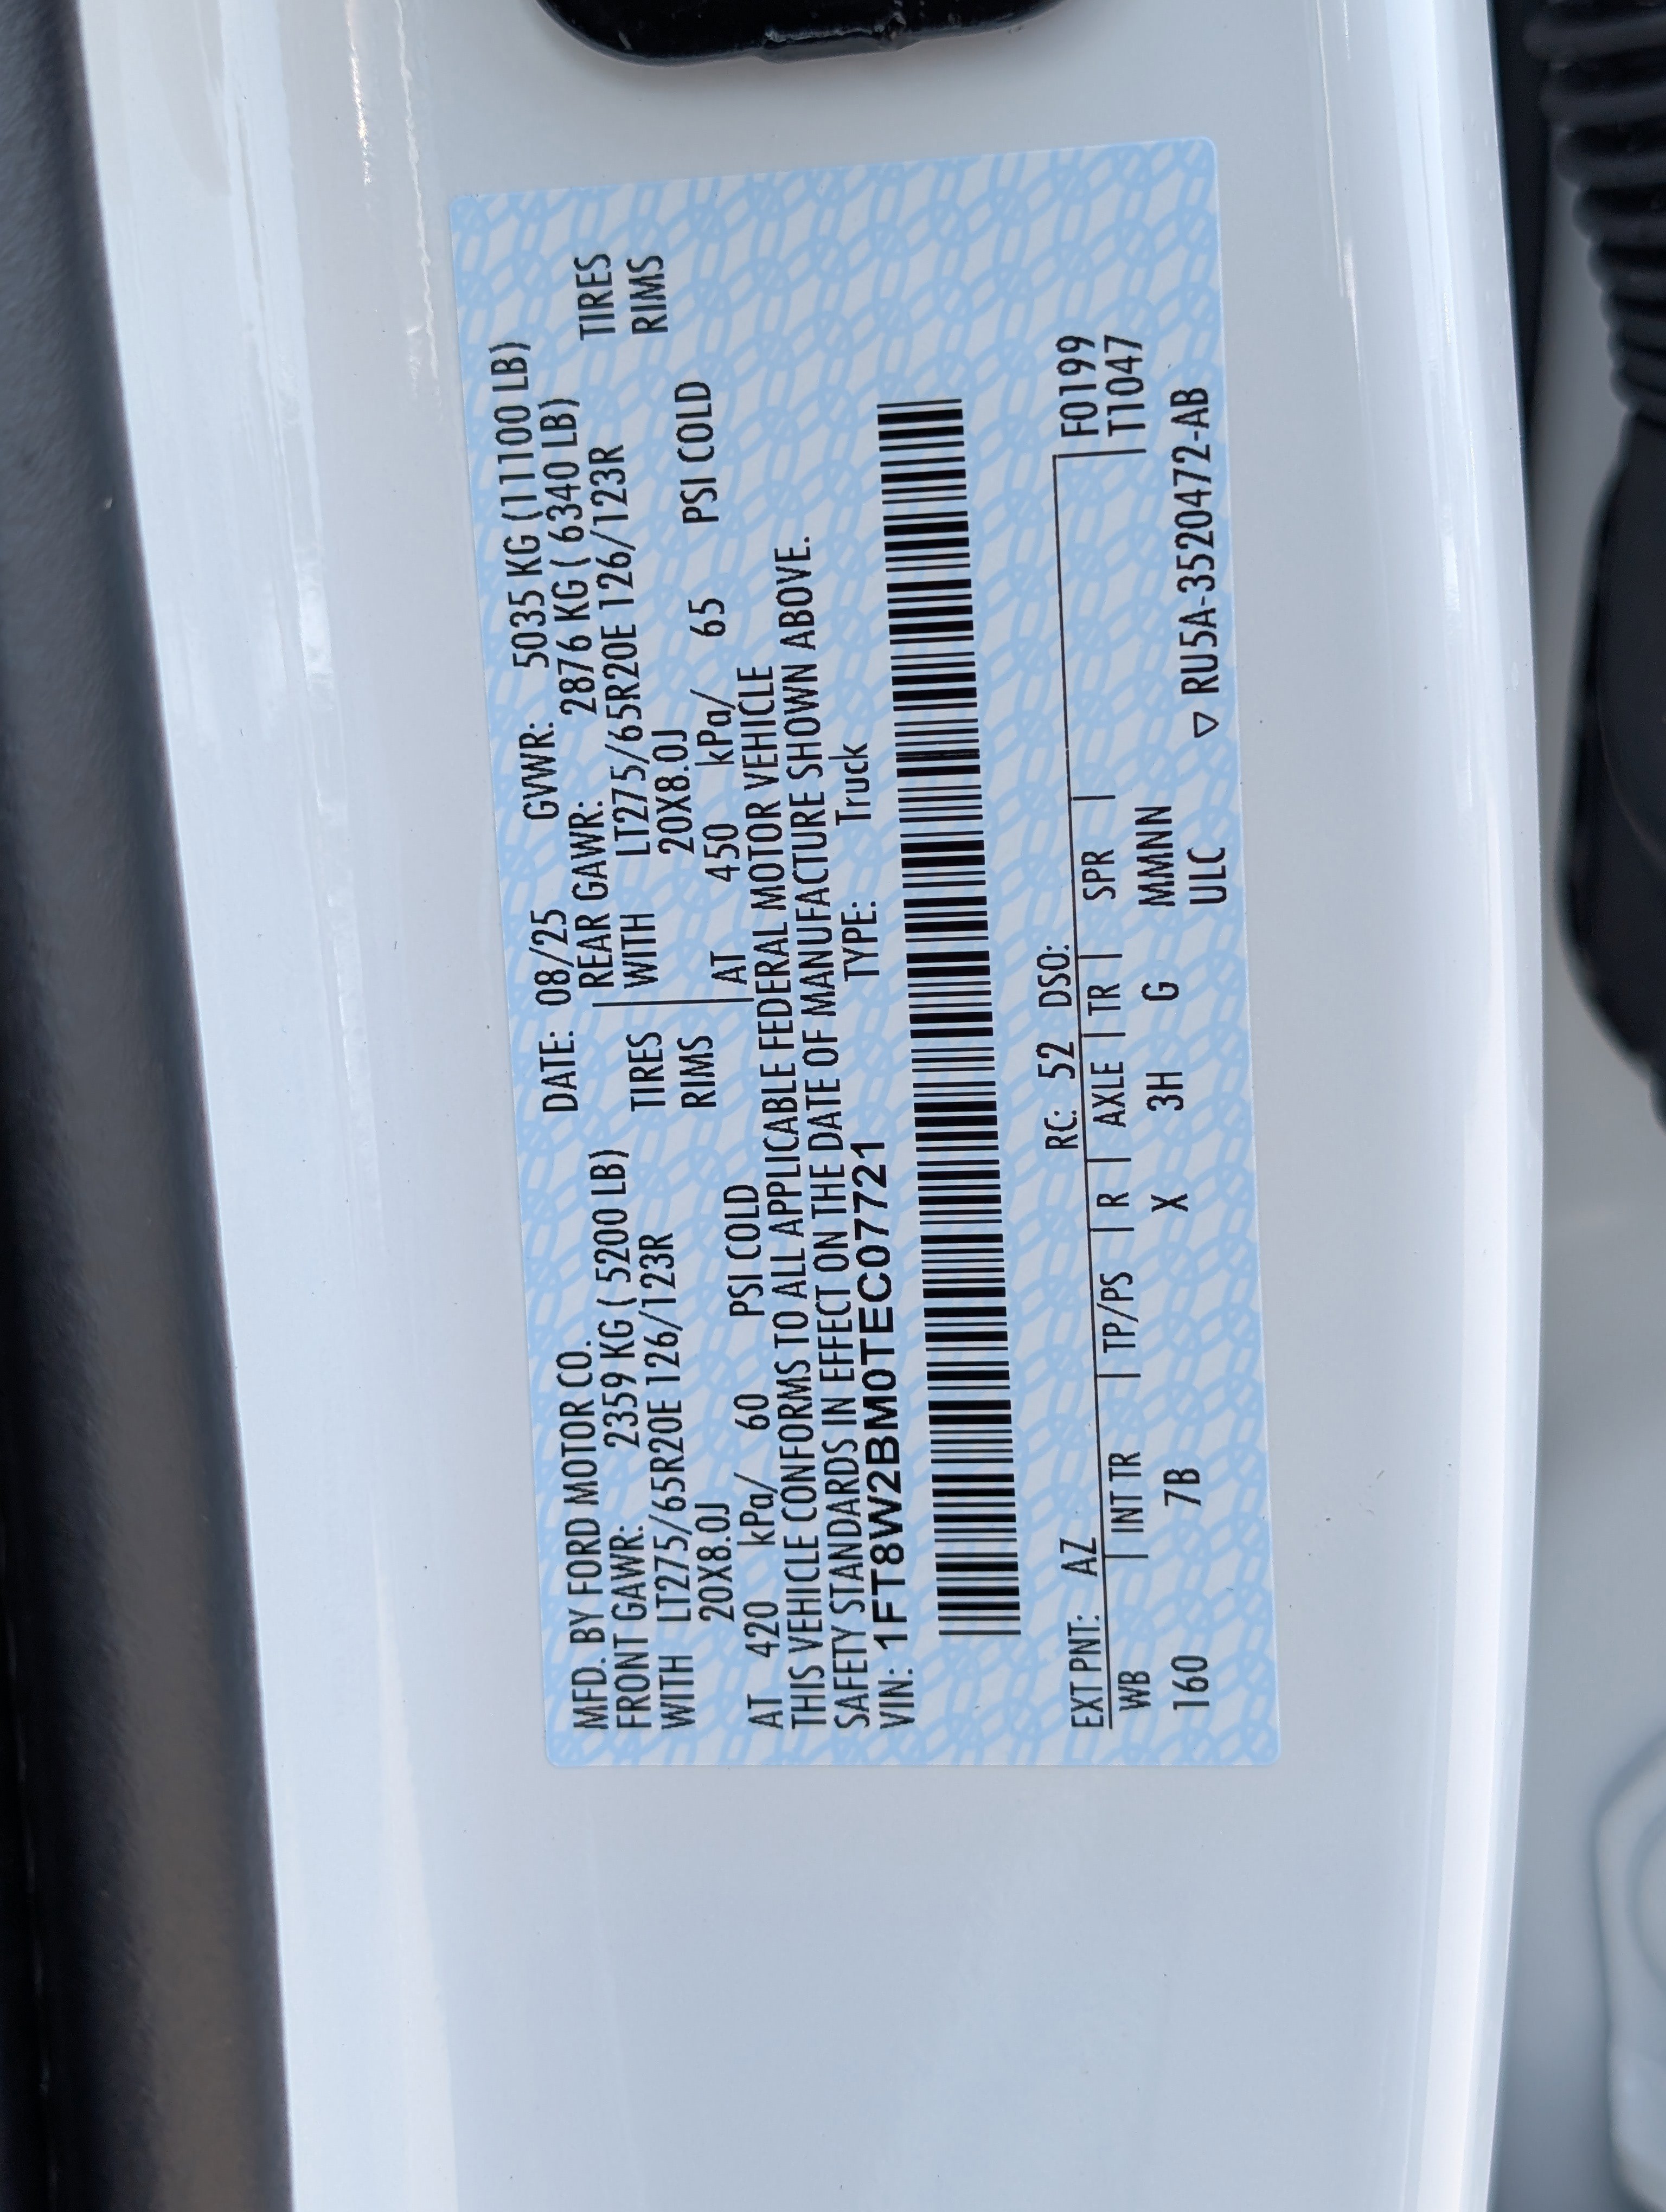 MFD. BY FORD MOTOR CO. DATE: 08/25 GVWR: 5035 KG (11100 LB)
FRONT GAWR: 2359 KG ( 5200 LB) REAR GAWR: 2876 KG ( 6340 LB)
WITH LT275/65R20E 126/123R TIRES WITH LT275/65R20E 126/123R TIRES
20X8.0J RIMS 20X8.0J RIMS
AT 420 kPa/ 60 PSI COLD AT 450 kPa/ 65 PSI COLD
THIS VEHICLE CONFORMS TO ALL APPLICABLE FEDERAL MOTOR VEHICLE
SAFETY STANDARDS IN EFFECT ON THE DATE OF MANUFACTURE SHOWN ABOVE.
VIN: 1FT8W2BM0TEC07721 TYPE: Truck
EXT PNT: AZ RC: 52 DSO: F0199
WB INT TR TP/PS R AXLE TR SPR T1047
160 7B X 3H G MMNN
ULC ▽ RU5A-3520472-AB